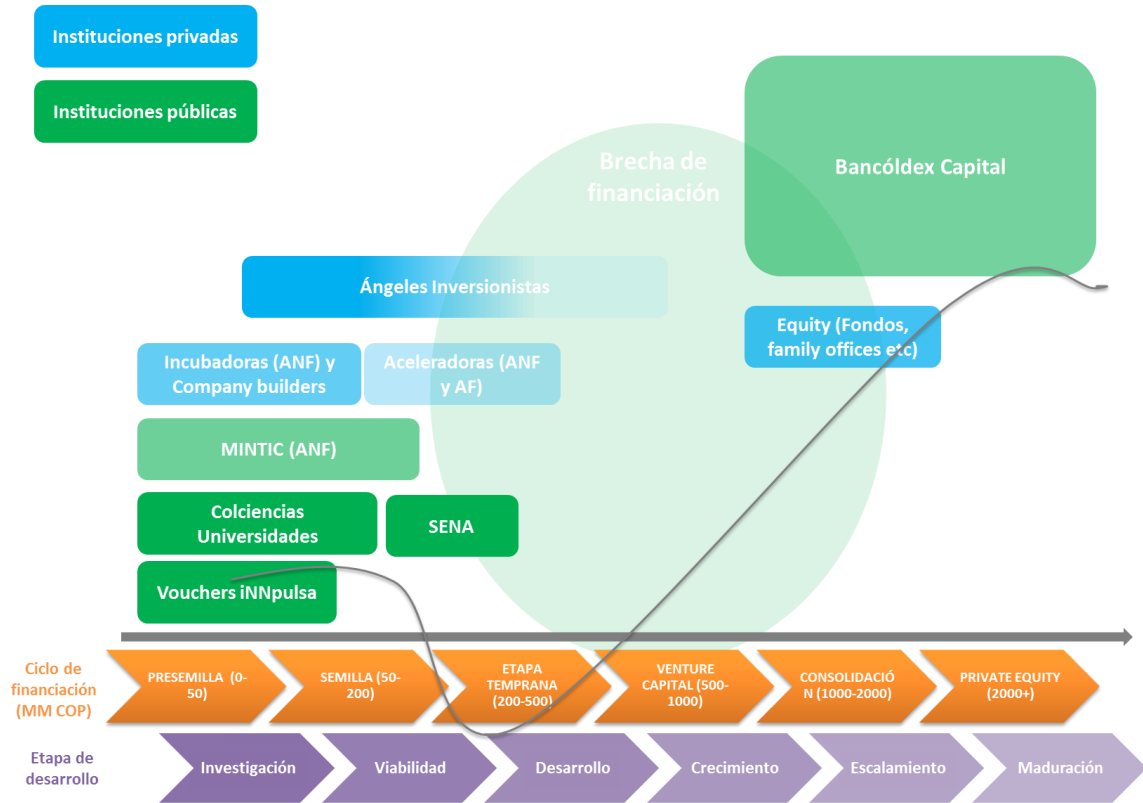 Instituciones privadas
Instituciones públicas
Brecha de
financiación
Bancóldex Capital
Ángeles Inversionistas
Equity (Fondos,
family offices etc)
Incubadoras (ANF) y
Company builders
Aceleradoras (ANF
y AF)
MINTIC (ANF)
Colciencias
Universidades
SENA
Vouchers iNNpulsa
Ciclo de
financiación
(MM COP)
PRESEMILLA (0-
50)
SEMILLA (50-
200)
ETAPA
TEMPRANA
(200-500)
VENTURE
CAPITAL (500-
1000)
CONSOLIDACIÓ
N (1000-2000)
PRIVATE EQUITY
(2000+)
Etapa de
desarrollo
Investigación
Viabilidad
Desarrollo
Crecimiento
Escalamiento
Maduración